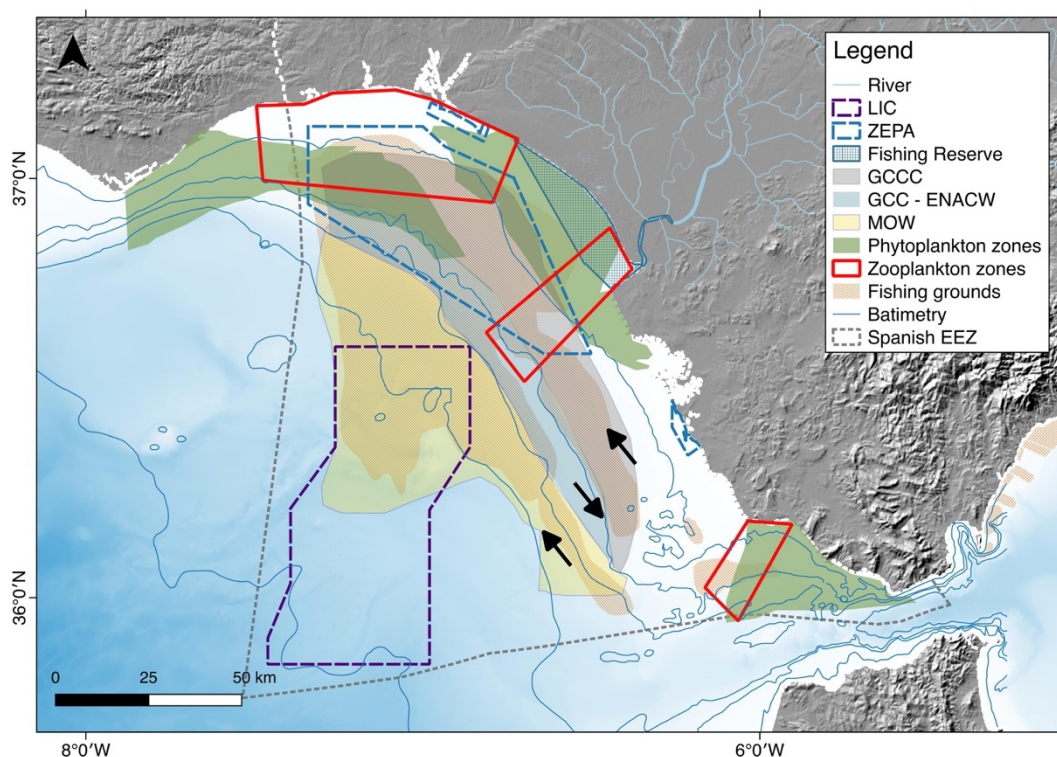 Legend
River
LIC
ZEPA
Fishing Reserve
GCCC
GCC - ENACW
MOW
Phytoplankton zones
Zooplankton zones
Fishing grounds
Batimetry
Spanish EEZ
37°0'N
36°0'N
0 25 50 km
8°0'W 6°0'W